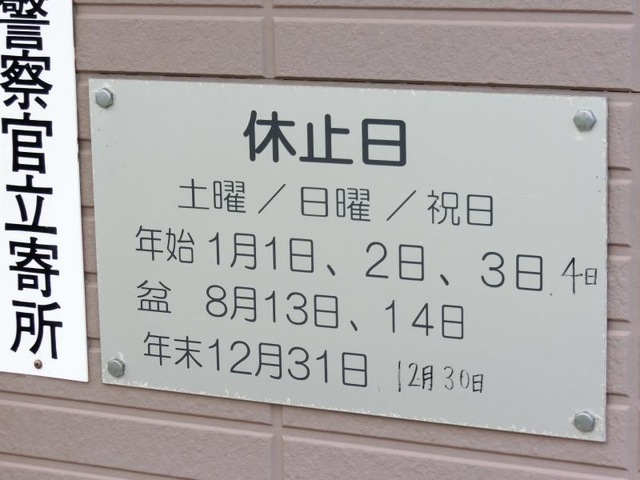 警察官立寄所
休止日
土曜／日曜／祝日
年始1月1日、2日、3日.4日
盆 8月13日、14日
年末12月31日 12月30日